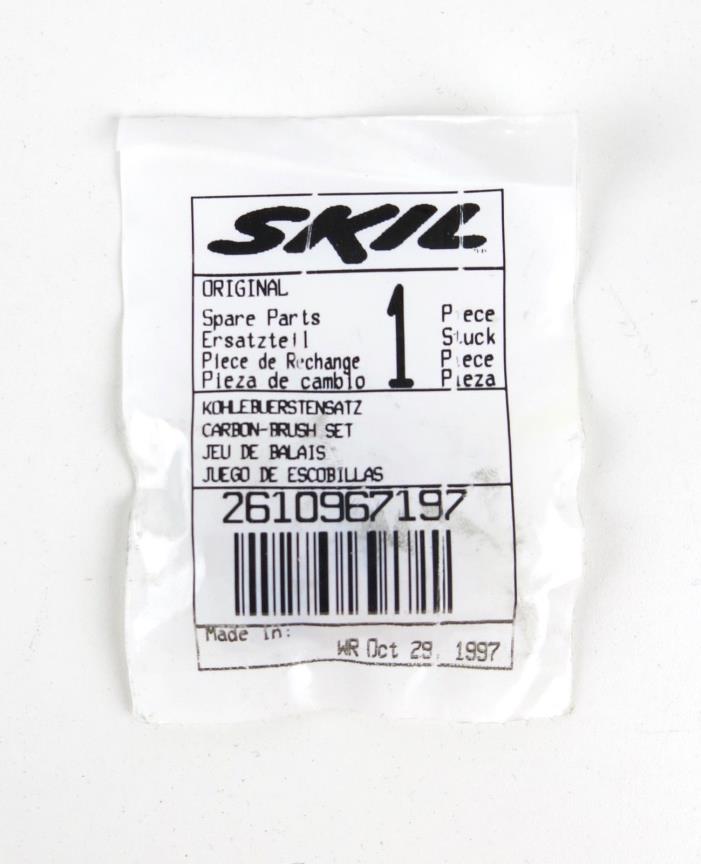 SKIL
ORIGINAL
Spare Parts
Ersatzteil
Piece de Rechange
Pieza de cambio
1
Piece
Stuck
Piece
Pieza
KOHLEBUERSTENSATZ
CARBON-BRUSH SET
JEU DE BALAIS
JUEGO DE ESCOBILLAS
2610967197
Made in:
WR Oct 29, 1997